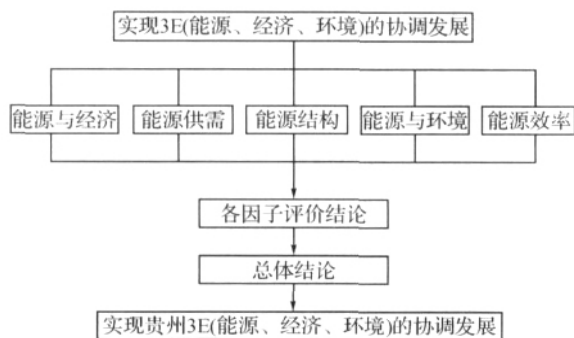 实现3E(能源、经济、环境)的协调发展
能源与经济 能源供需 能源结构 能源与环境 能源效率
各因子评价结论
总体结论
实现贵州3E(能源、经济、环境)的协调发展